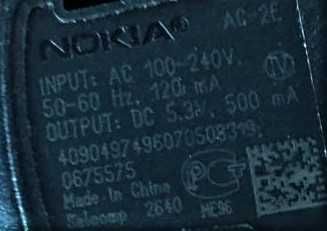 NOKIA® AC-2E
INPUT: AC 100-240V,
50-60 Hz, 120 mA
OUTPUT: DC 5.3V, 500 mA
4090497496070508319;
0675575
Made in China
Salcomp 2640 ME96